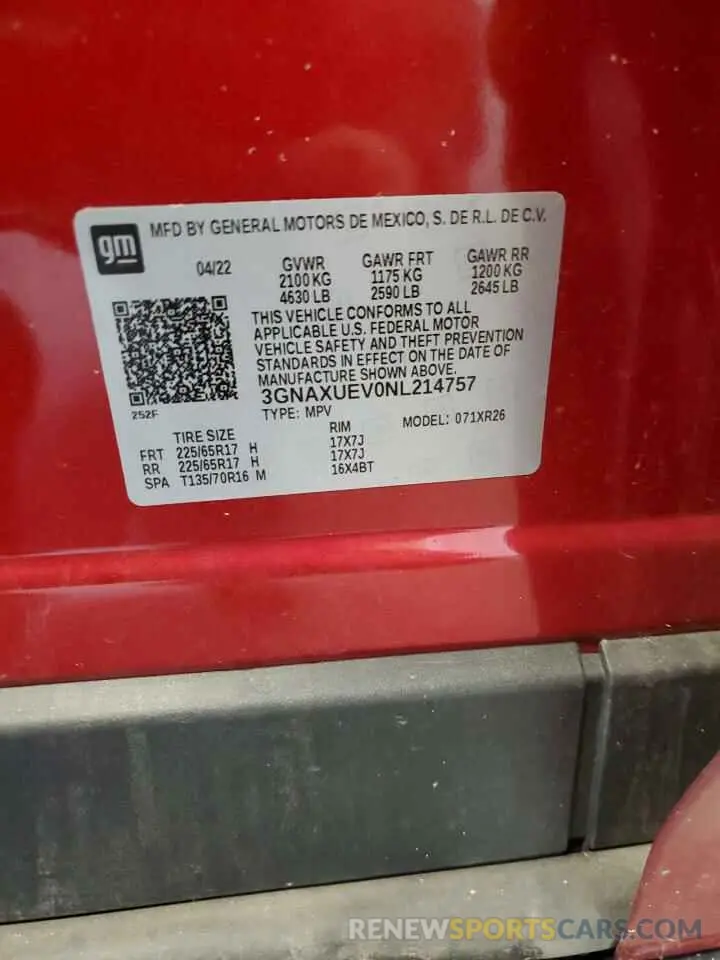 gm MFD BY GENERAL MOTORS DE MEXICO, S. DE R.L. DE C.V.
04/22 GVWR GAWR FRT GAWR RR
2100 KG 1175 KG 1200 KG
4630 LB 2590 LB 2645 LB
THIS VEHICLE CONFORMS TO ALL
APPLICABLE U.S. FEDERAL MOTOR
VEHICLE SAFETY AND THEFT PREVENTION
STANDARDS IN EFFECT ON THE DATE OF
MANUFACTURE SHOWN ABOVE.
3GNAXUEV0NL214757
252F TYPE: MPV MODEL: 071XR26
TIRE SIZE RIM
FRT 225/65R17 H 17X7J
RR 225/65R17 H 17X7J
SPA T135/70R16 M 16X4BT
RENEWSPORTSCARS.COM